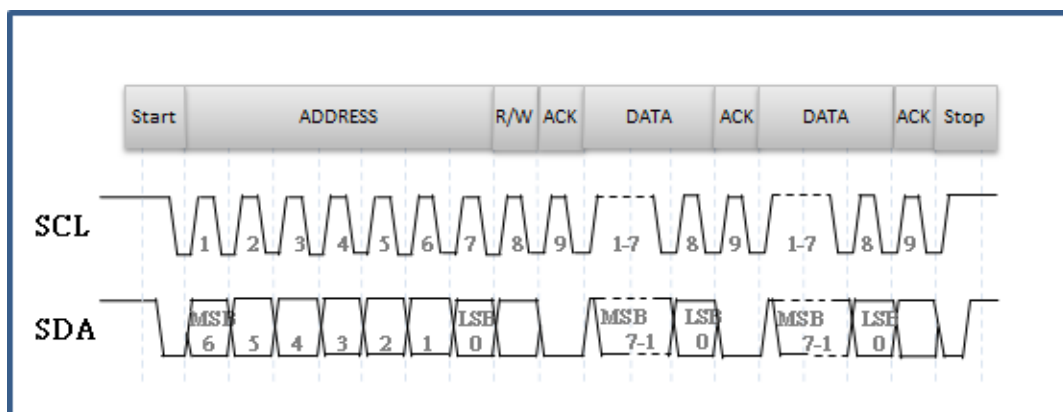 Start ADDRESS R/W ACK DATA ACK DATA ACK Stop
SCL 1 2 3 4 5 6 7 8 9 1-7 8 9 1-7 8 9
MSB LSB MSB LSB MSB LSB
SDA 6 5 4 3 2 1 0 7-1 0 7-1 0